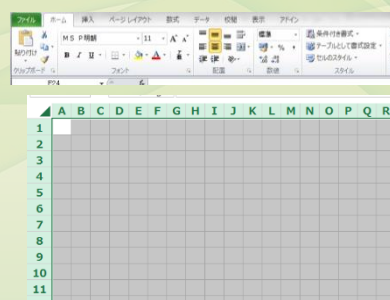 ファイル ホーム 挿入 ページ レイアウト 数式 データ 校閲 表示 アドイン
貼り付け MS P明朝 11 A A 標準 条件付き書式
B I U A % , テーブルとして書式設定
セルのスタイル
クリップボード フォント 配置 数値 スタイル
P24
A B C D E F G H I J K L M N O P Q R
1
2
3
4
5
6
7
8
9
10
11